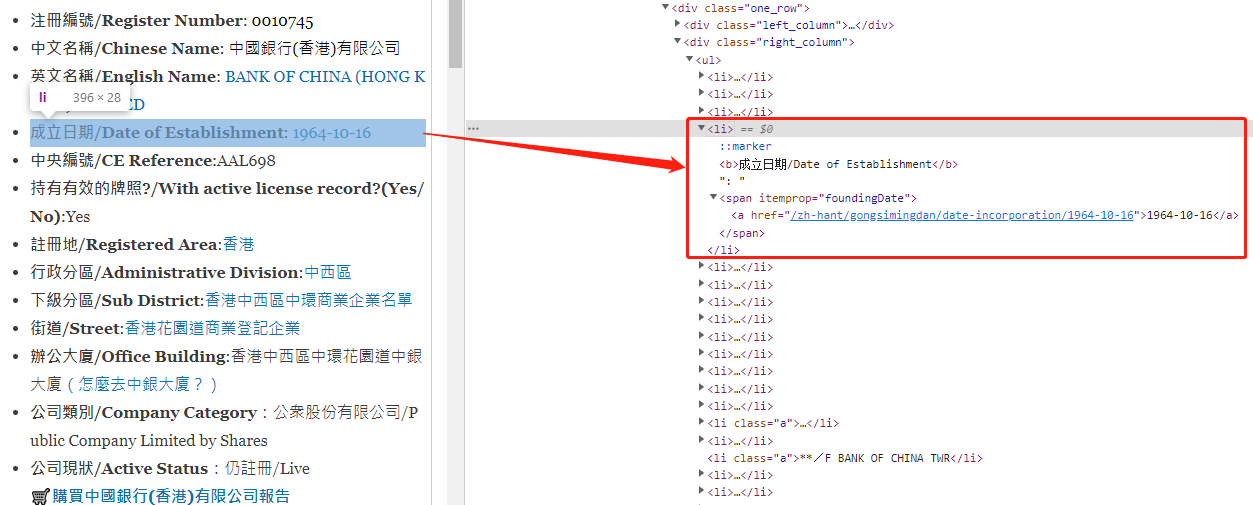 注冊編號/Register Number: 0010745
中文名稱/Chinese Name: 中國銀行(香港)有限公司
英文名稱/English Name: BANK OF CHINA (HONG K
li 396 × 28
ED
成立日期/Date of Establishment: 1964-10-16
中央編號/CE Reference:AAL698
持有有效的牌照?/With active license record?(Yes/
No):Yes
註冊地/Registered Area:香港
行政分區/Administrative Division:中西區
下級分區/Sub District:香港中西區中環商業企業名單
街道/Street:香港花園道商業登記企業
辦公大廈/Office Building:香港中西區中環花園道中銀
大廈（怎麼去中銀大廈？）
公司類別/Company Category：公衆股份有限公司/P
ublic Company Limited by Shares
公司現狀/Active Status：仍註冊/Live
購買中國銀行(香港)有限公司報告
<div class="one_row">
<div class="left_column">…</div>
<div class="right_column">
<ul>
<li>…</li>
<li>…</li>
<li>…</li>
<li> == $0
::marker
<b>成立日期/Date of Establishment</b>
": "
<span itemprop="foundingDate">
<a href="/zh-hant/gongsimingdan/date-incorporation/1964-10-16">1964-10-16</a>
</span>
</li>
<li>…</li>
<li>…</li>
<li>…</li>
<li>…</li>
<li>…</li>
<li>…</li>
<li>…</li>
<li>…</li>
<li>…</li>
<li class="a">…</li>
<li>…</li>
<li class="a">**／F BANK OF CHINA TWR</li>
<li>…</li>
<li>…</li>